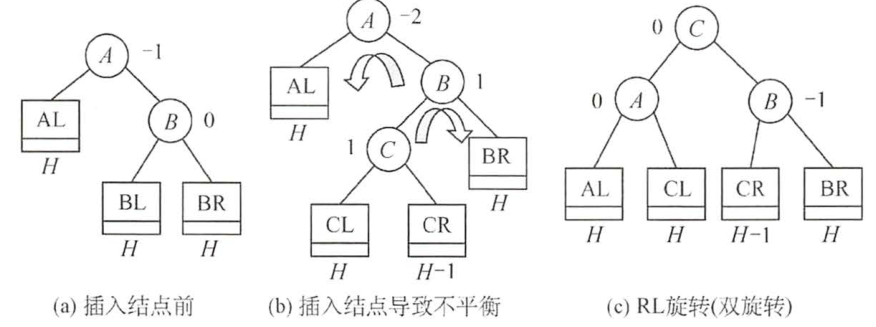 A -1
AL
H
B 0
BL BR
H H
(a) 插入结点前
A -2
AL
H
B 1
C 1
BR
H
CL CR
H H-1
(b) 插入结点导致不平衡
0 C
0 A
B -1
AL CL CR BR
H H H-1 H
(c) RL旋转(双旋转)